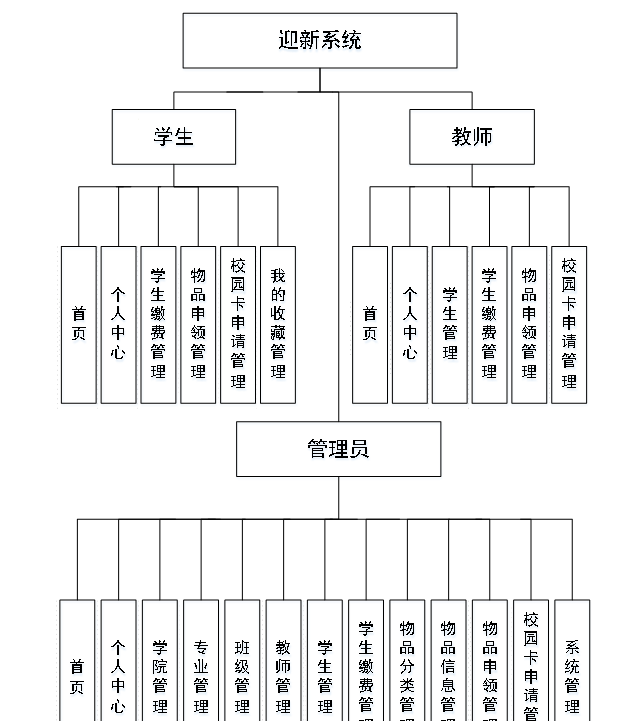 迎新系统
学生
教师
首页
个人中心
学生缴费管理
物品申领管理
校园卡申请管理
我的收藏管理
首页
个人中心
学生管理
学生缴费管理
物品申领管理
校园卡申请管理
管理员
首页
个人中心
学院管理
专业管理
班级管理
教师管理
学生管理
学生缴费管理
物品分类管理
物品信息管理
物品申领管理
校园卡申请管
系统管理